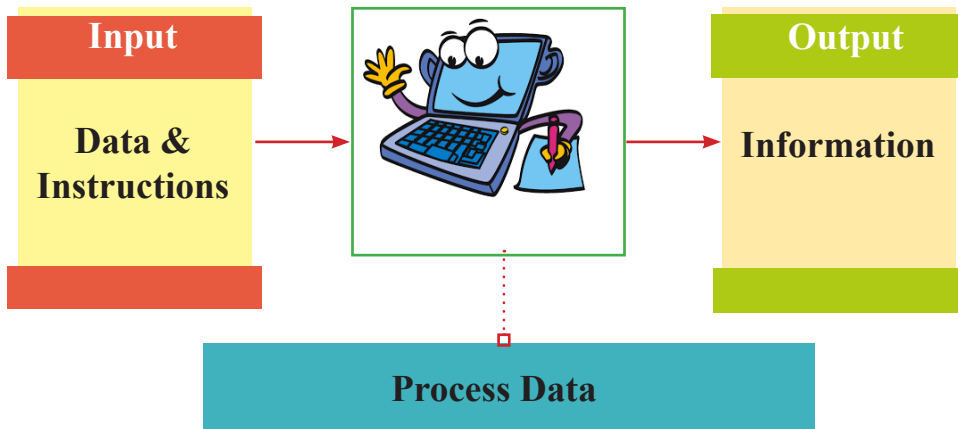 Input
Data &
Instructions
Output
Information
Process Data